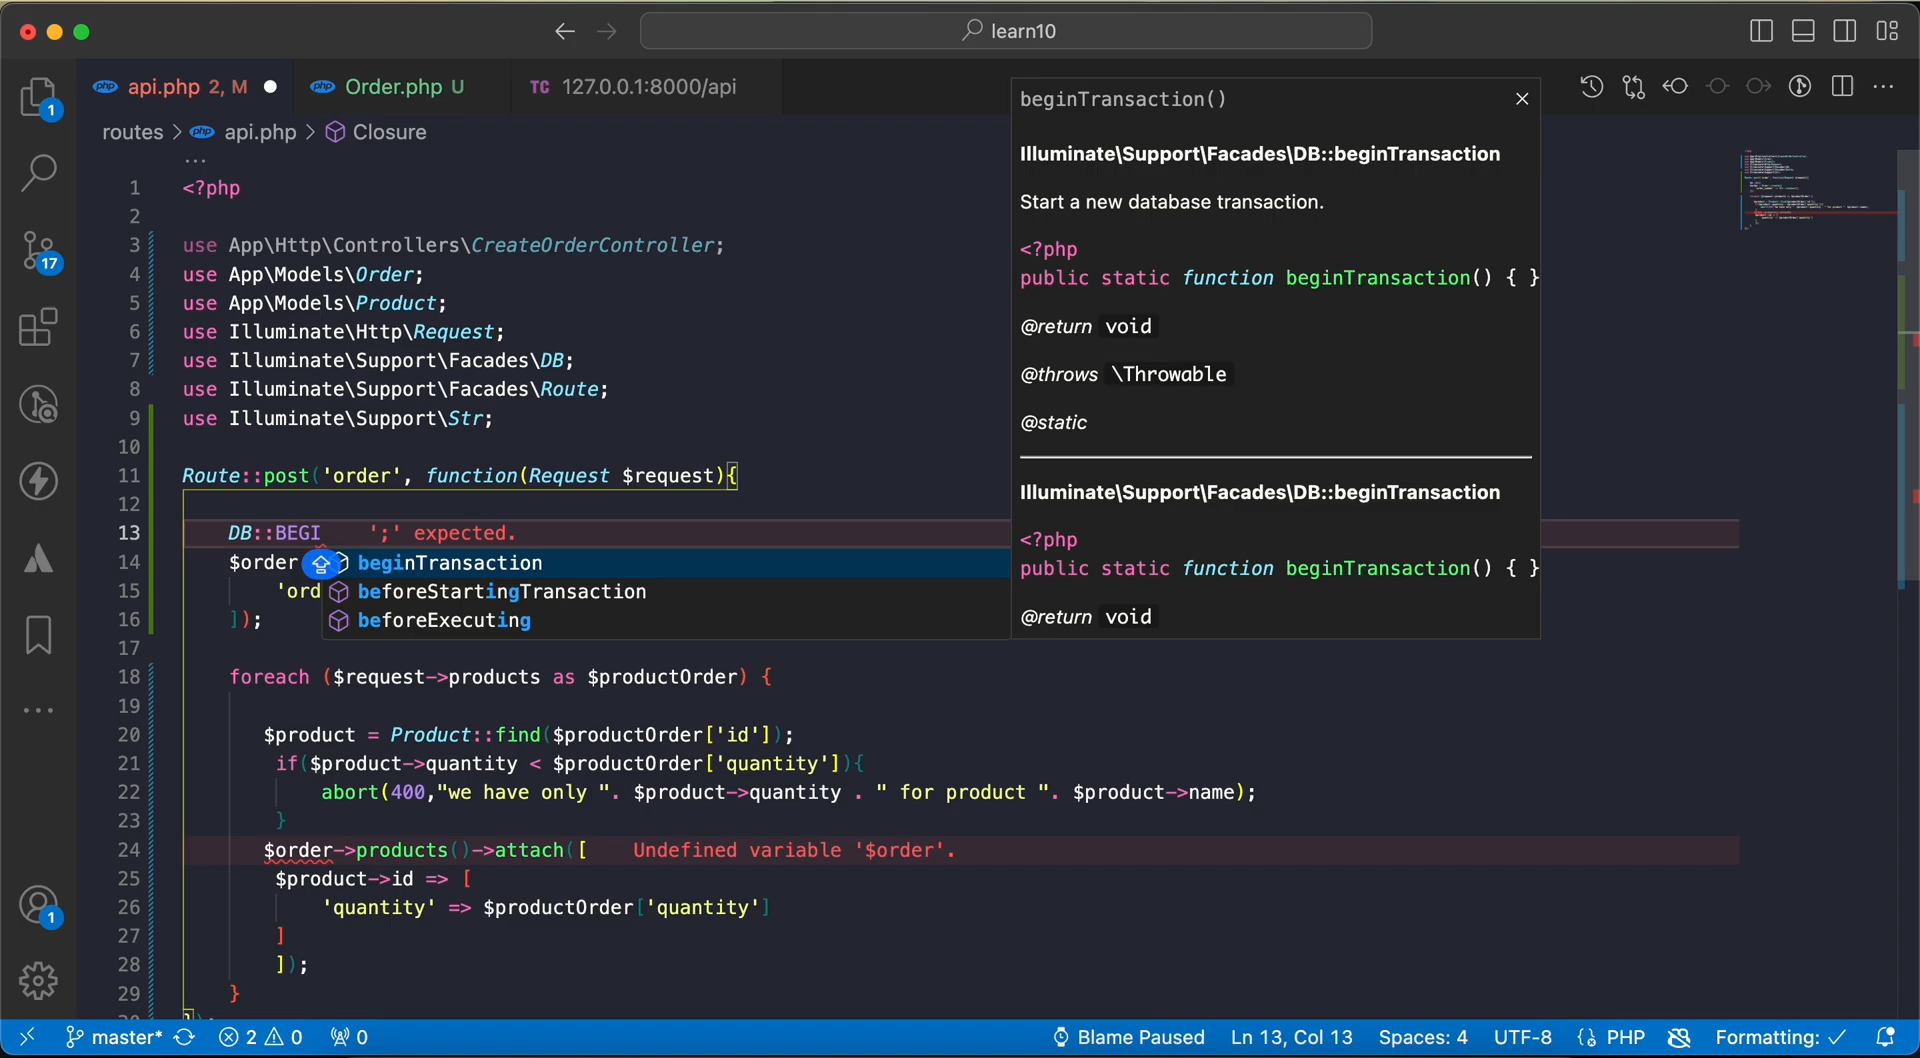 learn10
api.php 2, M
Order.php U
TC 127.0.0.1:8000/api
routes > api.php > Closure
...
1 <?php
2
3 use App\Http\Controllers\CreateOrderController;
4 use App\Models\Order;
5 use App\Models\Product;
6 use Illuminate\Http\Request;
7 use Illuminate\Support\Facades\DB;
8 use Illuminate\Support\Facades\Route;
9 use Illuminate\Support\Str;
10
11 Route::post('order', function(Request $request){
12
13 DB::BEGI ';' expected.
14 $order
beginTransaction
15 'ord
beforeStartingTransaction
16 ]);
beforeExecuting
17
18 foreach ($request->products as $productOrder) {
19
20 $product = Product::find($productOrder['id']);
21 if($product->quantity < $productOrder['quantity']){
22 abort(400,"we have only ". $product->quantity . " for product ". $product->name);
23 }
24 $order->products()->attach([ Undefined variable '$order'.
25 $product->id => [
26 'quantity' => $productOrder['quantity']
27 ]
28 ]);
29 }
beginTransaction()
Illuminate\Support\Facades\DB::beginTransaction
Start a new database transaction.
<?php
public static function beginTransaction() { }
@return void
@throws \Throwable
@static
Illuminate\Support\Facades\DB::beginTransaction
<?php
public static function beginTransaction() { }
@return void
1
17
1
master* 2 0 0 Blame Paused Ln 13, Col 13 Spaces: 4 UTF-8 PHP Formatting: ✓